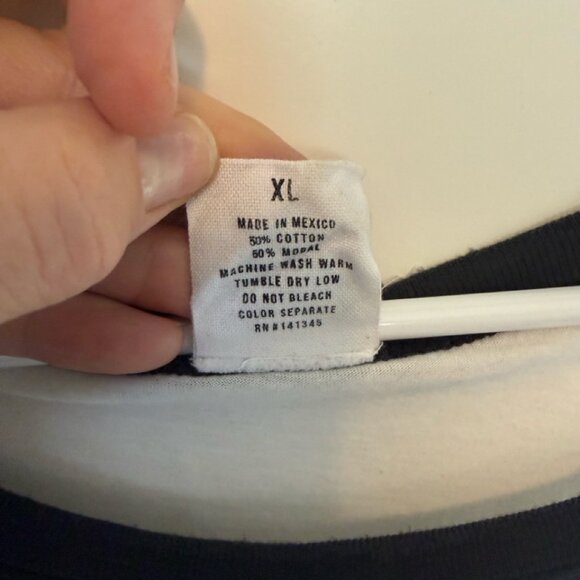 XL
MADE IN MEXICO
50% COTTON
50% MODAL
MACHINE WASH WARM
TUMBLE DRY LOW
DO NOT BLEACH
COLOR SEPARATE
RN#141345